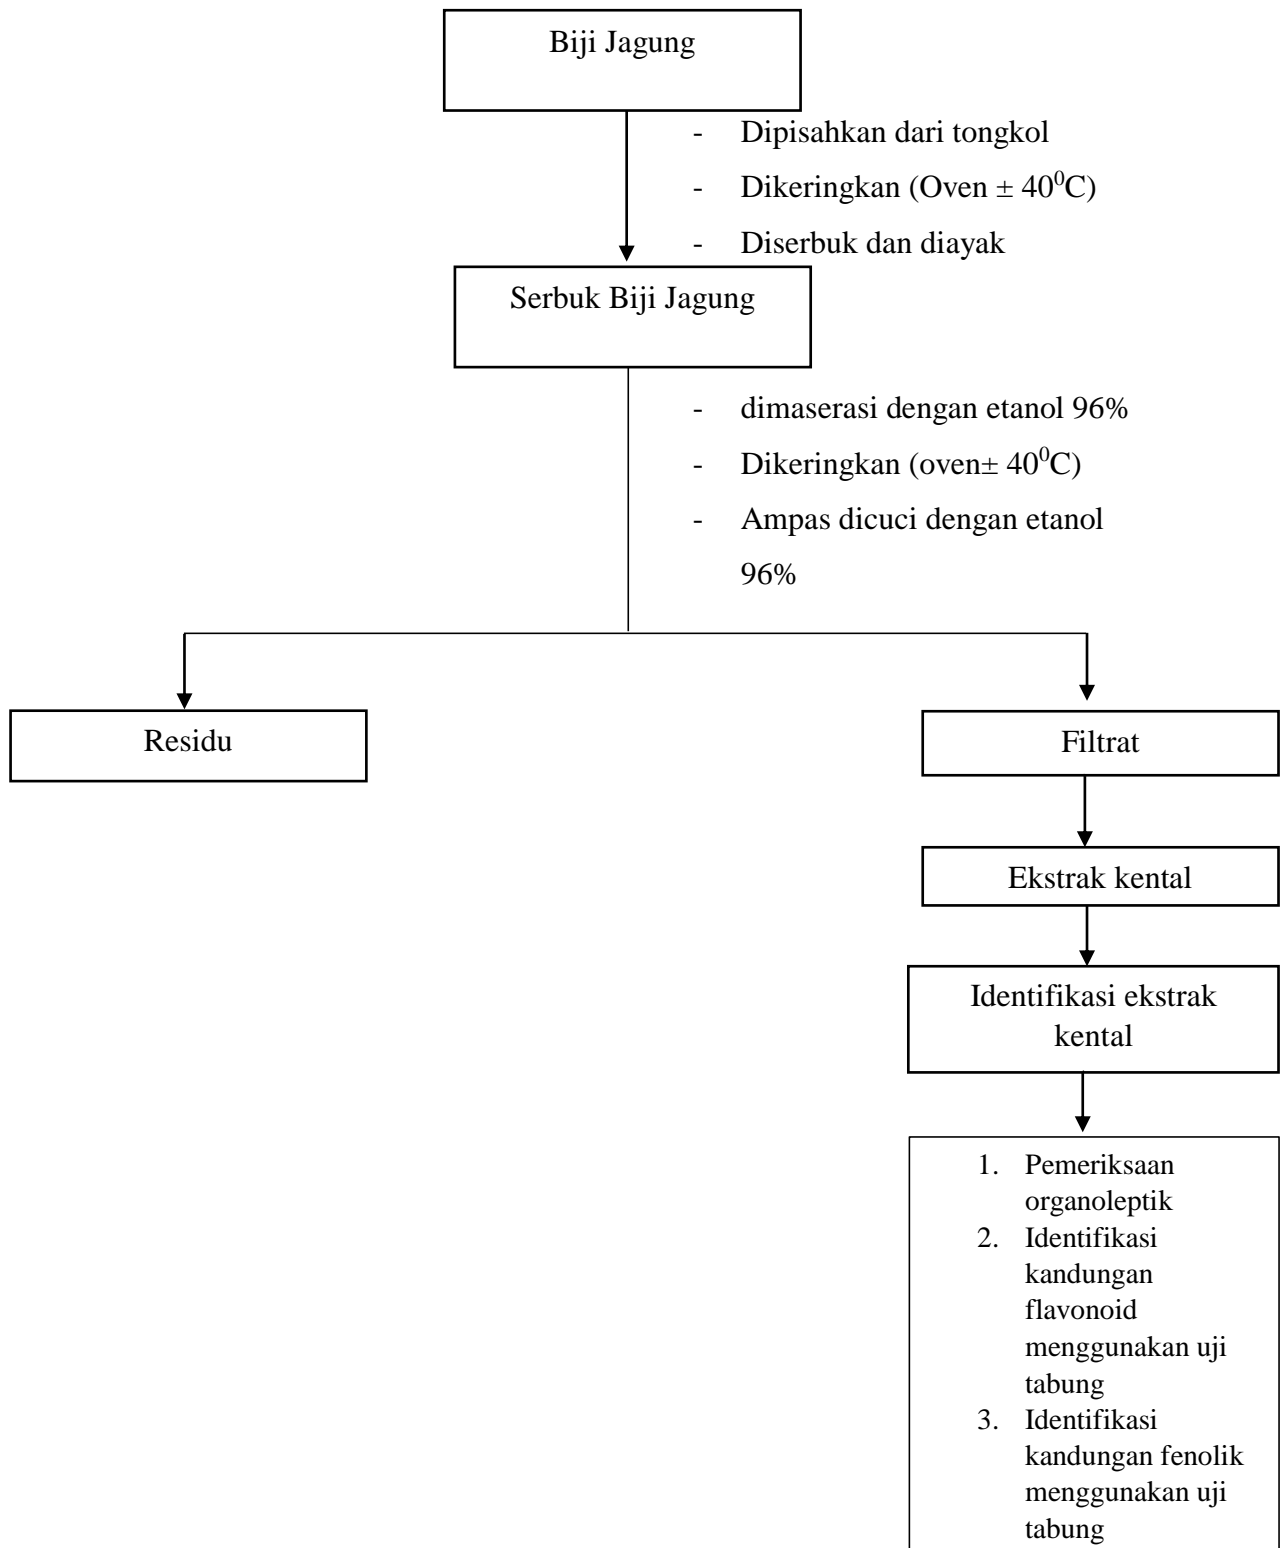 Biji Jagung
- Dipisahkan dari tongkol
- Dikeringkan (Oven ± 40⁰C)
- Diserbuk dan diayak
Serbuk Biji Jagung
- dimaserasi dengan etanol 96%
- Dikeringkan (oven± 40⁰C)
- Ampas dicuci dengan etanol
96%
Residu
Filtrat
Ekstrak kental
Identifikasi ekstrak
kental
1. Pemeriksaan
organoleptik
2. Identifikasi
kandungan
flavonoid
menggunakan uji
tabung
3. Identifikasi
kandungan fenolik
menggunakan uji
tabung